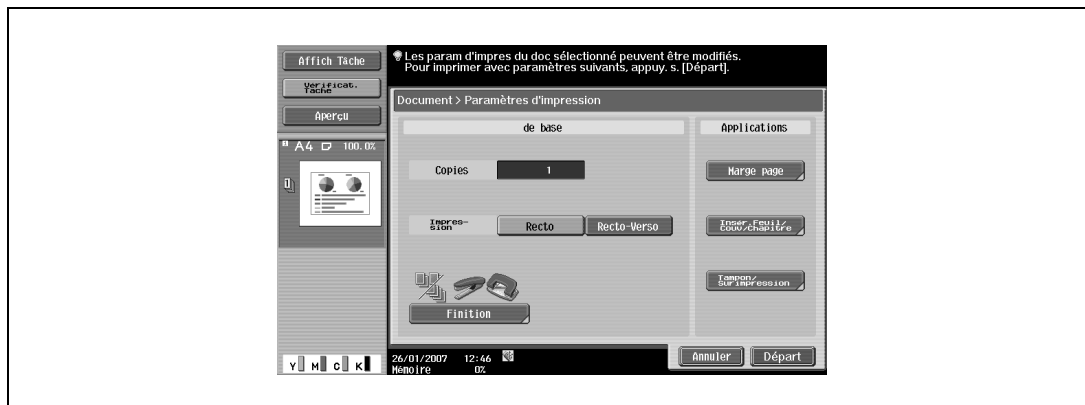 Affich Tâche
Vérificat.
Tâche
Aperçu
A4 100.0%
Les param d'impres du doc sélectionné peuvent être modifiés.
Pour imprimer avec paramètres suivants, appuy. s. [Départ].
Document > Paramètres d'impression
de base
Copies 1
Impres-
sion
Recto
Recto-Verso
Finition
Applications
Marge page
Insér.Feuil/
Couv/Chapitre
Tampon/
Surimpression
Y M C K
26/01/2007 12:46
Mémoire 0%
Annuler
Départ